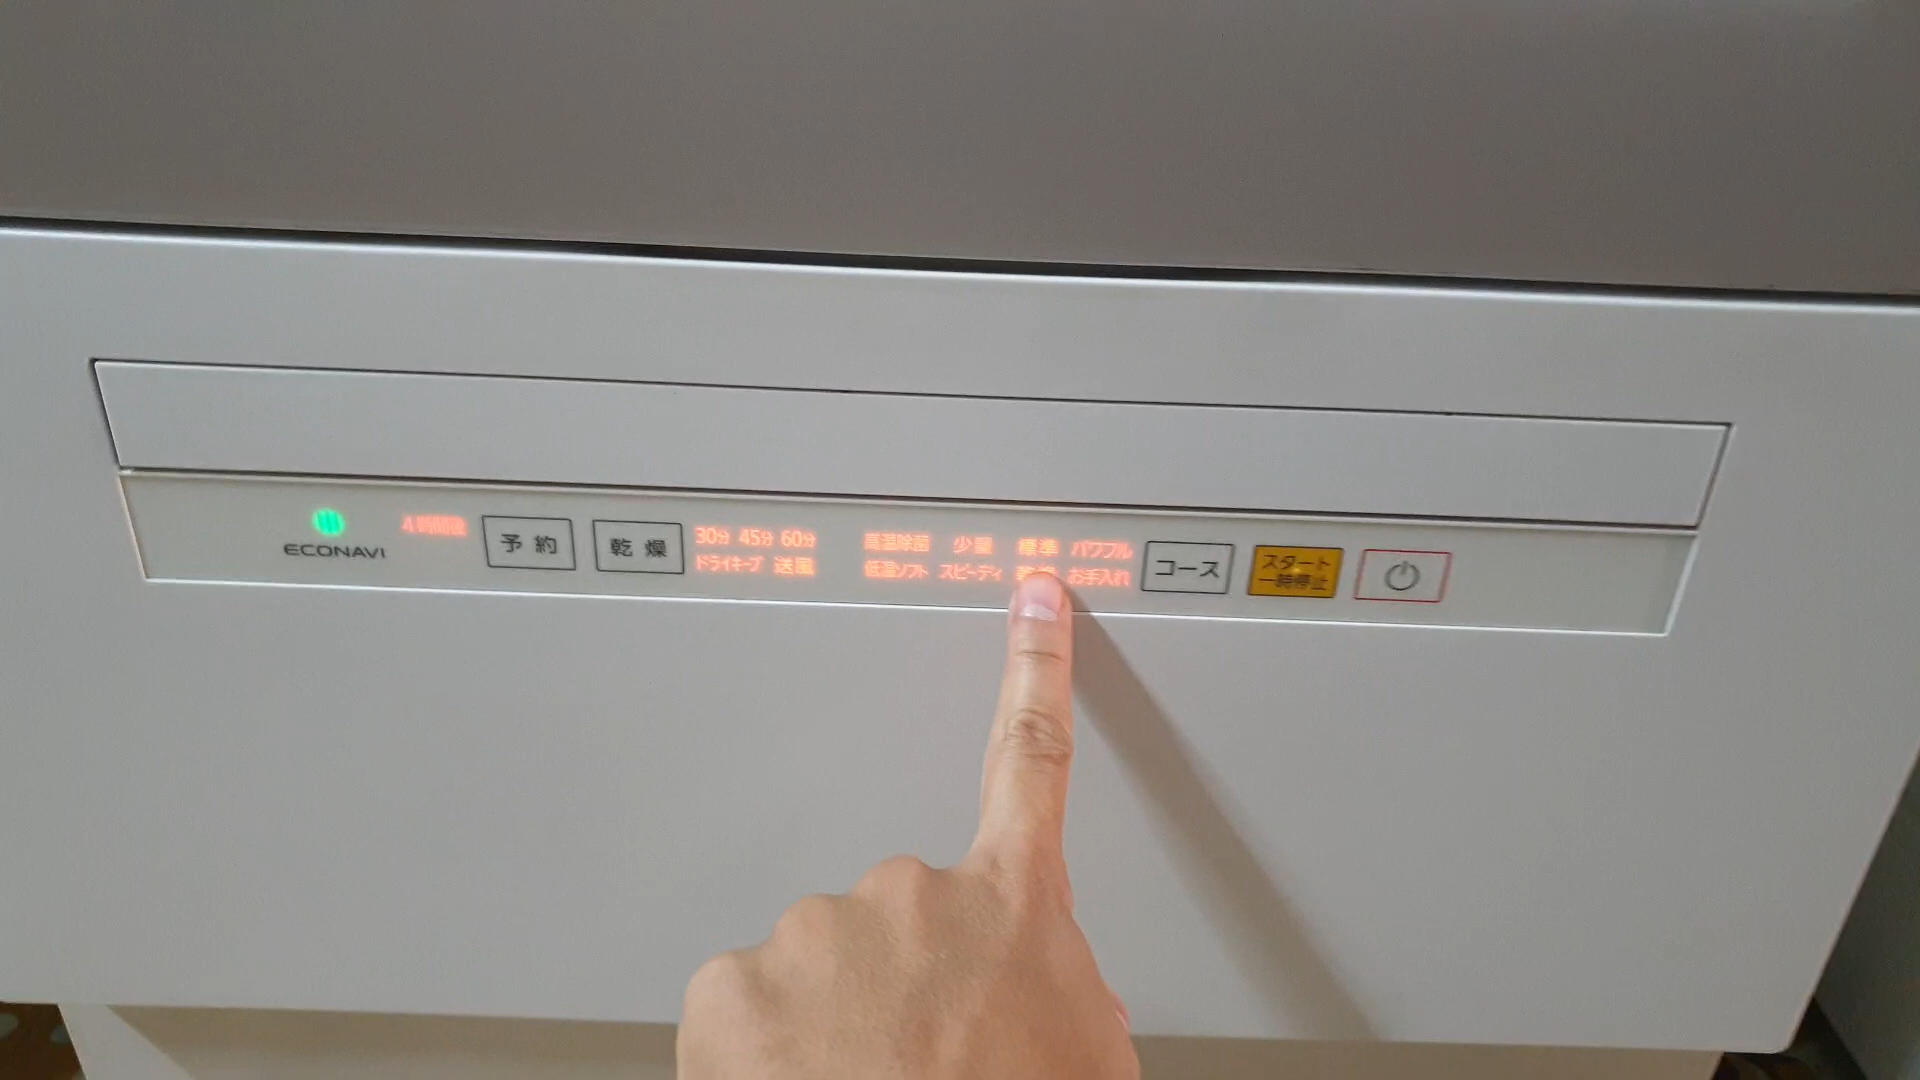 ECONAVI
4時間後
予約
乾燥
30分 45分 60分
ドライキープ 送風
高温除菌 少量 標準 パワフル
低温ソフト スピーディ お手入れ
コース
スタート
一時停止